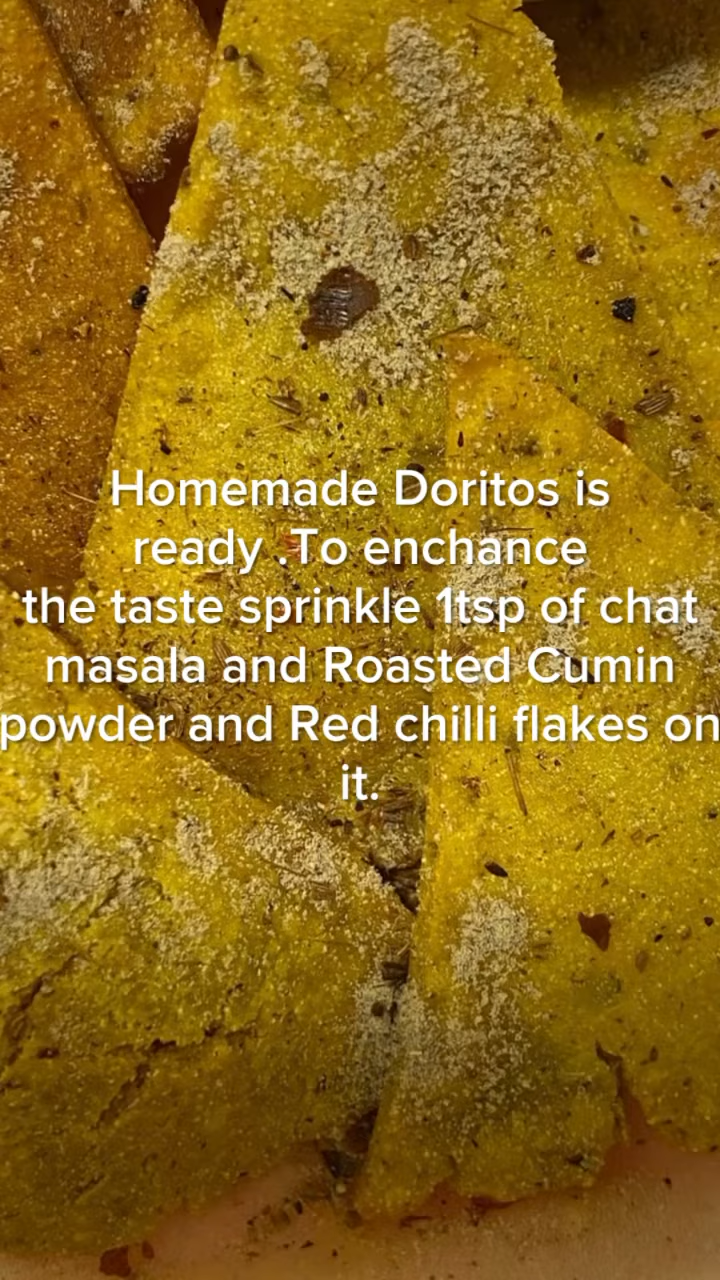 Homemade Doritos is
ready .To enchance
the taste sprinkle 1tsp of chat
masala and Roasted Cumin
powder and Red chilli flakes on
it.